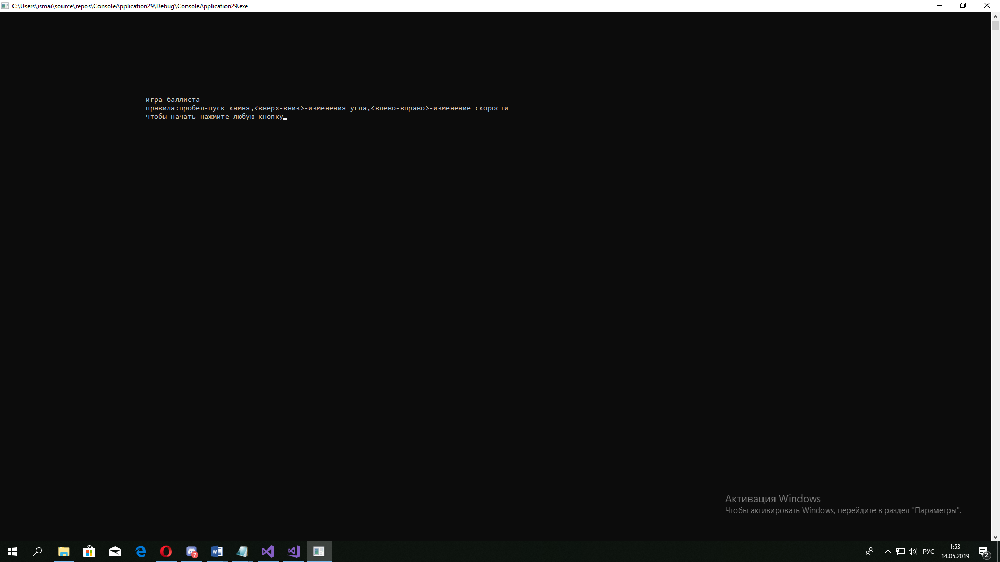 C:\Users\ismai\source\repos\ConsoleApplication29\Debug\ConsoleApplication29.exe
игра баллиста
правила:пробел-пуск камня,<вверх-вниз>-изменения угла,<влево-вправо>-изменение скорости
чтобы начать нажмите любую кнопку
Активация Windows
Чтобы активировать Windows, перейдите в раздел "Параметры".
7
РУС
1:53
14.05.2019
2